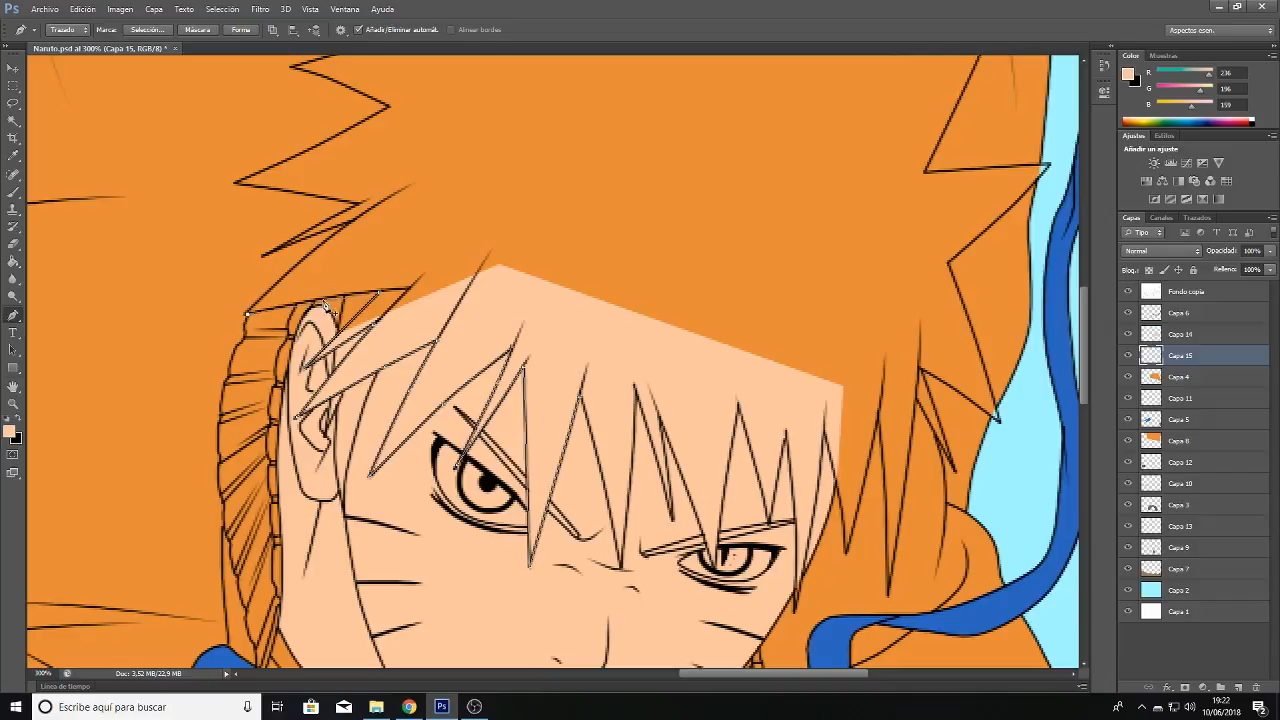 Ps Archivo Edición Imagen Capa Texto Selección Filtro 3D Vista Ventana Ayuda
Trazado Marca: Selección... Máscara Forma Añadir/Eliminar automát. Alinear bordes Aspectos esen.
Naruto.psd al 300% (Capa 15, RGB/8) * ×
Color Muestras
R 236
G 196
B 159
Ajustes Estilos
Añadir un ajuste
Capas Canales Trazados
Tipo
Normal Opacidad: 100%
Bloq.: Relleno: 100%
Fondo copia
Capa 6
Capa 14
Capa 15
Capa 4
Capa 11
Capa 5
Capa 8
Capa 12
Capa 10
Capa 3
Capa 13
Capa 9
Capa 7
Capa 2
Capa 1
300% Doc: 3,52 MB/22,9 MB
Línea de tiempo
Escribe aquí para buscar
Ps
19:22
10/06/2018